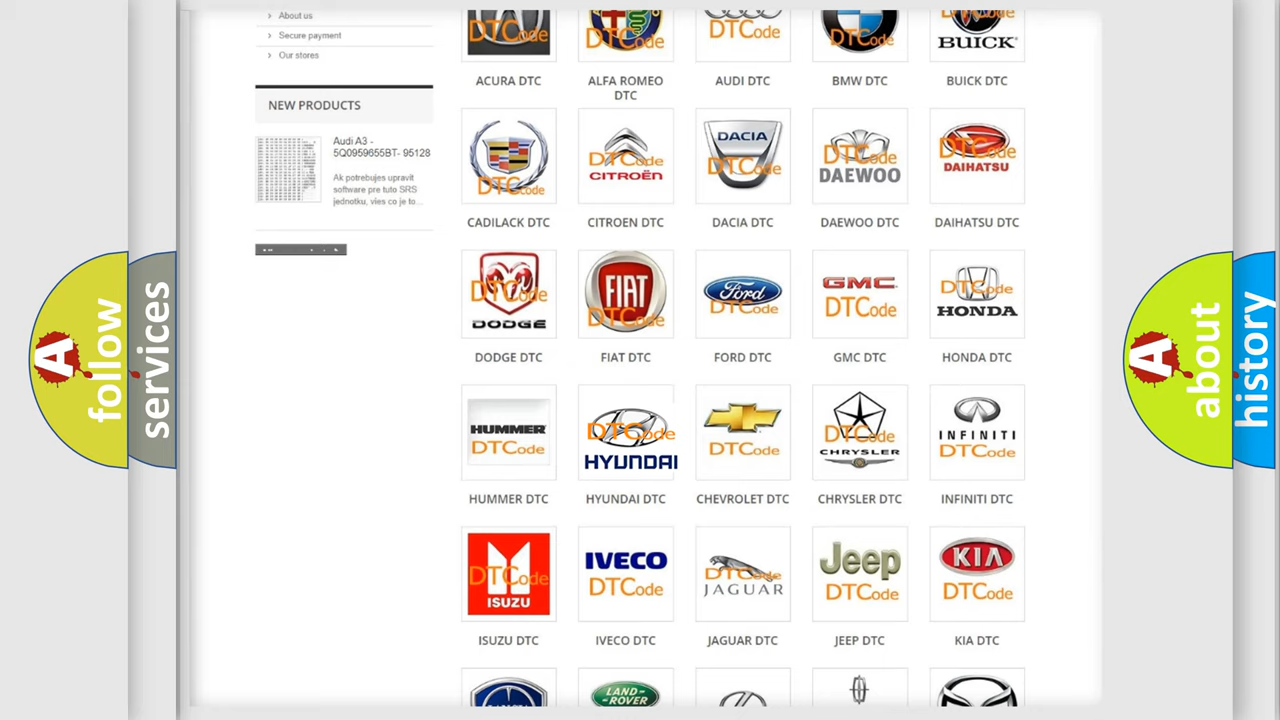 About us
Secure payment
Our stores
NEW PRODUCTS
Audi A3 -
5Q0959655BT- 95128
Ak potrebujes upravit
software pre tuto SRS
jednotku, vies co je to...
DTCode
DTCode
DTCode
DTCode
BUICK
ACURA DTC
ALFA ROMEO
DTC
AUDI DTC
BMW DTC
BUICK DTC
DTCode
DTCode
CITROËN
DACIA
DTCode
DTCode
DAEWOO
DTCode
DAIHATSU
CADILACK DTC
CITROEN DTC
DACIA DTC
DAEWOO DTC
DAIHATSU DTC
DTCode
DODGE
FIAT
DTCode
Ford
DTCode
GMC
DTCode
DTCode
HONDA
DODGE DTC
FIAT DTC
FORD DTC
GMC DTC
HONDA DTC
HUMMER
DTCode
DTCode
HYUNDAI
DTCode
DTCode
CHRYSLER
INFINITI
DTCode
HUMMER DTC
HYUNDAI DTC
CHEVROLET DTC
CHRYSLER DTC
INFINITI DTC
DTCode
ISUZU
IVECO
DTCode
DTCode
JAGUAR
Jeep
DTCode
KIA
DTCode
ISUZU DTC
IVECO DTC
JAGUAR DTC
JEEP DTC
KIA DTC
LAND-
ROVER
A
follow
services
A
about
history